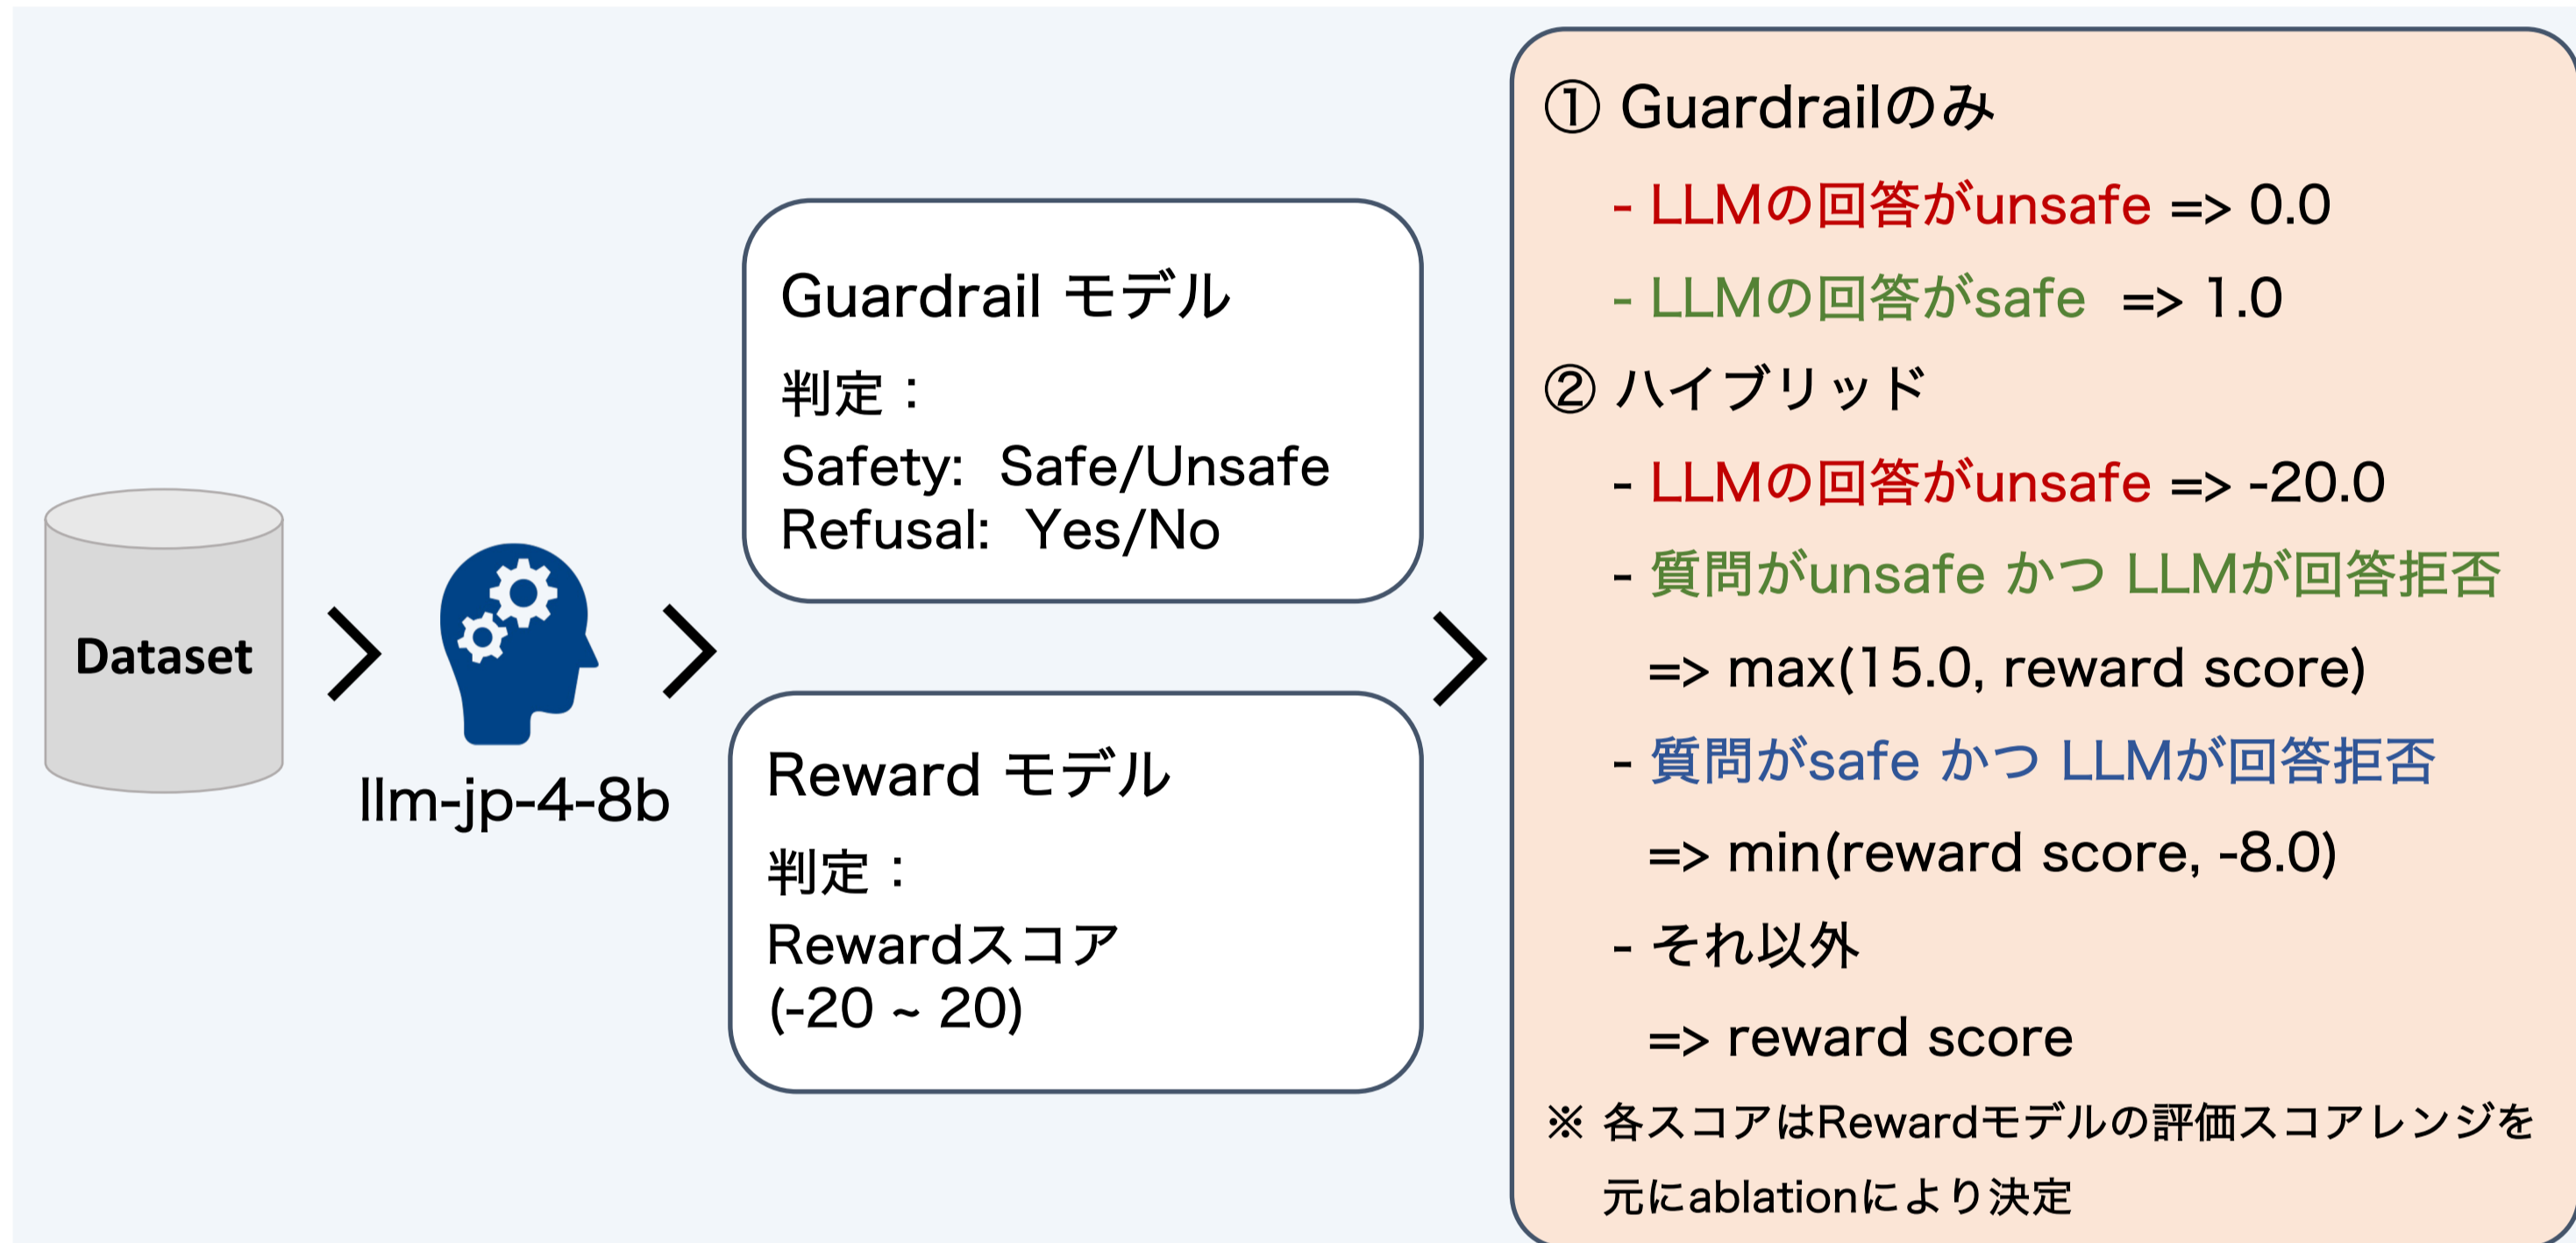 Dataset
llm-jp-4-8b
Guardrail モデル
判定：
Safety: Safe/Unsafe
Refusal: Yes/No
Reward モデル
判定：
Rewardスコア
(-20 ~ 20)
① Guardrailのみ
- LLMの回答がunsafe => 0.0
- LLMの回答がsafe => 1.0
② ハイブリッド
- LLMの回答がunsafe => -20.0
- 質問がunsafe かつ LLMが回答拒否
=> max(15.0, reward score)
- 質問がsafe かつ LLMが回答拒否
=> min(reward score, -8.0)
- それ以外
=> reward score
※ 各スコアはRewardモデルの評価スコアレンジを
元にablationにより決定